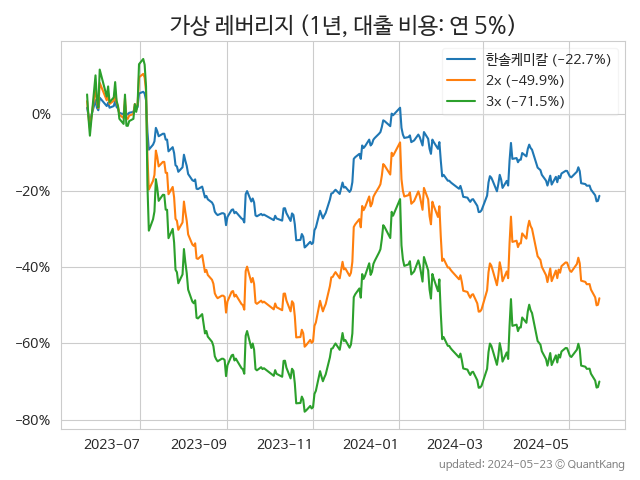 가상 레버리지 (1년, 대출 비용: 연 5%)
한솔케미칼 (−22.7%)
2x (−49.9%)
3x (−71.5%)
0%
−20%
−40%
−60%
−80%
2023-07
2023-09
2023-11
2024-01
2024-03
2024-05
updated: 2024-05-23 © QuantKang